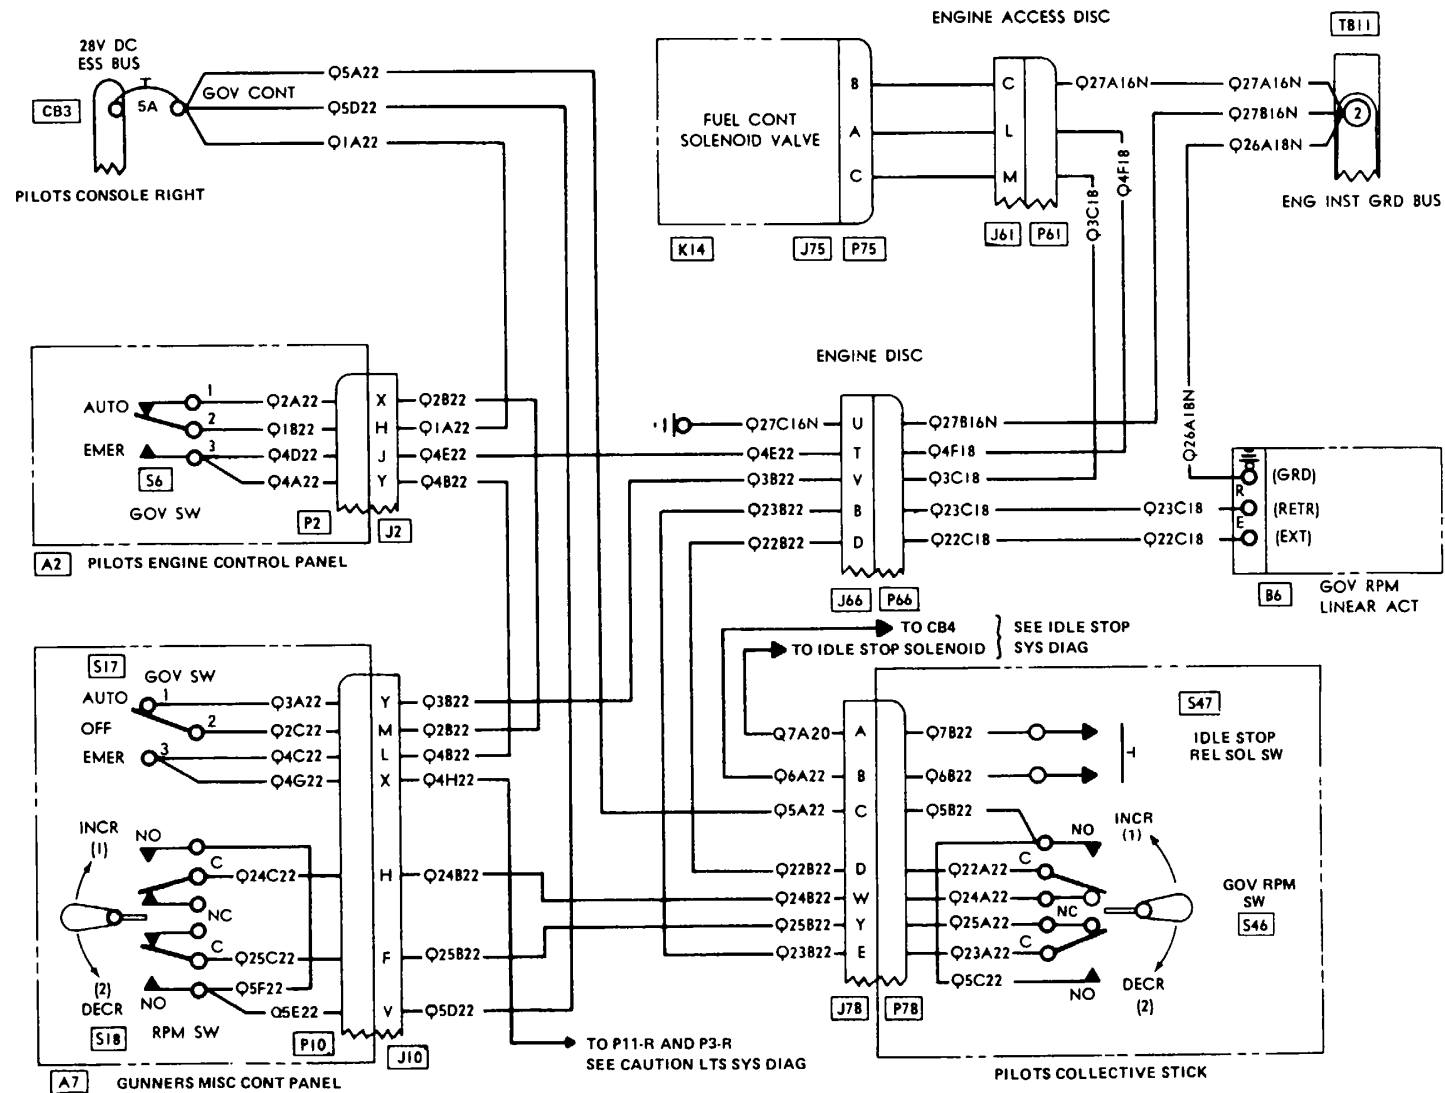 ENGINE ACCESS DISC
TB11
28V DC
ESS BUS
CB3
5A
GOV CONT
Q5A22
Q5D22
Q1A22
PILOTS CONSOLE RIGHT
FUEL CONT
SOLENOID VALVE
B
A
C
C
L
M
K14
J75
P75
J61
P61
Q27A16N
Q27A16N
Q27B16N
Q26A18N
2
ENG INST GRD BUS
Q4F18
Q3C18
Q26A18N
AUTO
EMER
1
2
3
S6
GOV SW
Q2A22
Q1B22
Q4D22
Q4A22
X
H
J
Y
Q2B22
Q1A22
Q4E22
Q4B22
P2
J2
A2
PILOTS ENGINE CONTROL PANEL
ENGINE DISC
Q27C16N
U
Q27B16N
Q4E22
T
Q4F18
Q3B22
V
Q3C18
Q23B22
B
Q23C18
Q23C18
Q22B22
D
Q22C18
Q22C18
J66
P66
(GRD)
R
(RETR)
E
(EXT)
B6
GOV RPM
LINEAR ACT
TO CB4
TO IDLE STOP SOLENOID
SEE IDLE STOP
SYS DIAG
S17
GOV SW
AUTO
OFF
EMER
1
2
3
Q3A22
Y
Q3B22
Q2C22
M
Q2B22
Q4C22
L
Q4B22
Q4G22
X
Q4H22
INCR
(1)
NO
C
Q24C22
H
Q24B22
NC
C
Q25C22
F
Q25B22
Q5F22
(2)
DECR
NO
Q5E22
V
Q5D22
S18
RPM SW
P10
J10
A7
GUNNERS MISC CONT PANEL
TO P11-R AND P3-R
SEE CAUTION LTS SYS DIAG
S47
IDLE STOP
REL SOL SW
Q7A20
A
Q7B22
Q6A22
B
Q6B22
Q5A22
C
Q5B22
INCR
(1)
NO
Q22B22
D
Q22A22
C
Q24B22
W
Q24A22
Q25B22
Y
Q25A22
NC
Q23B22
E
Q23A22
C
Q5C22
NO
DECR
(2)
GOV RPM
SW
S46
J78
P78
PILOTS COLLECTIVE STICK